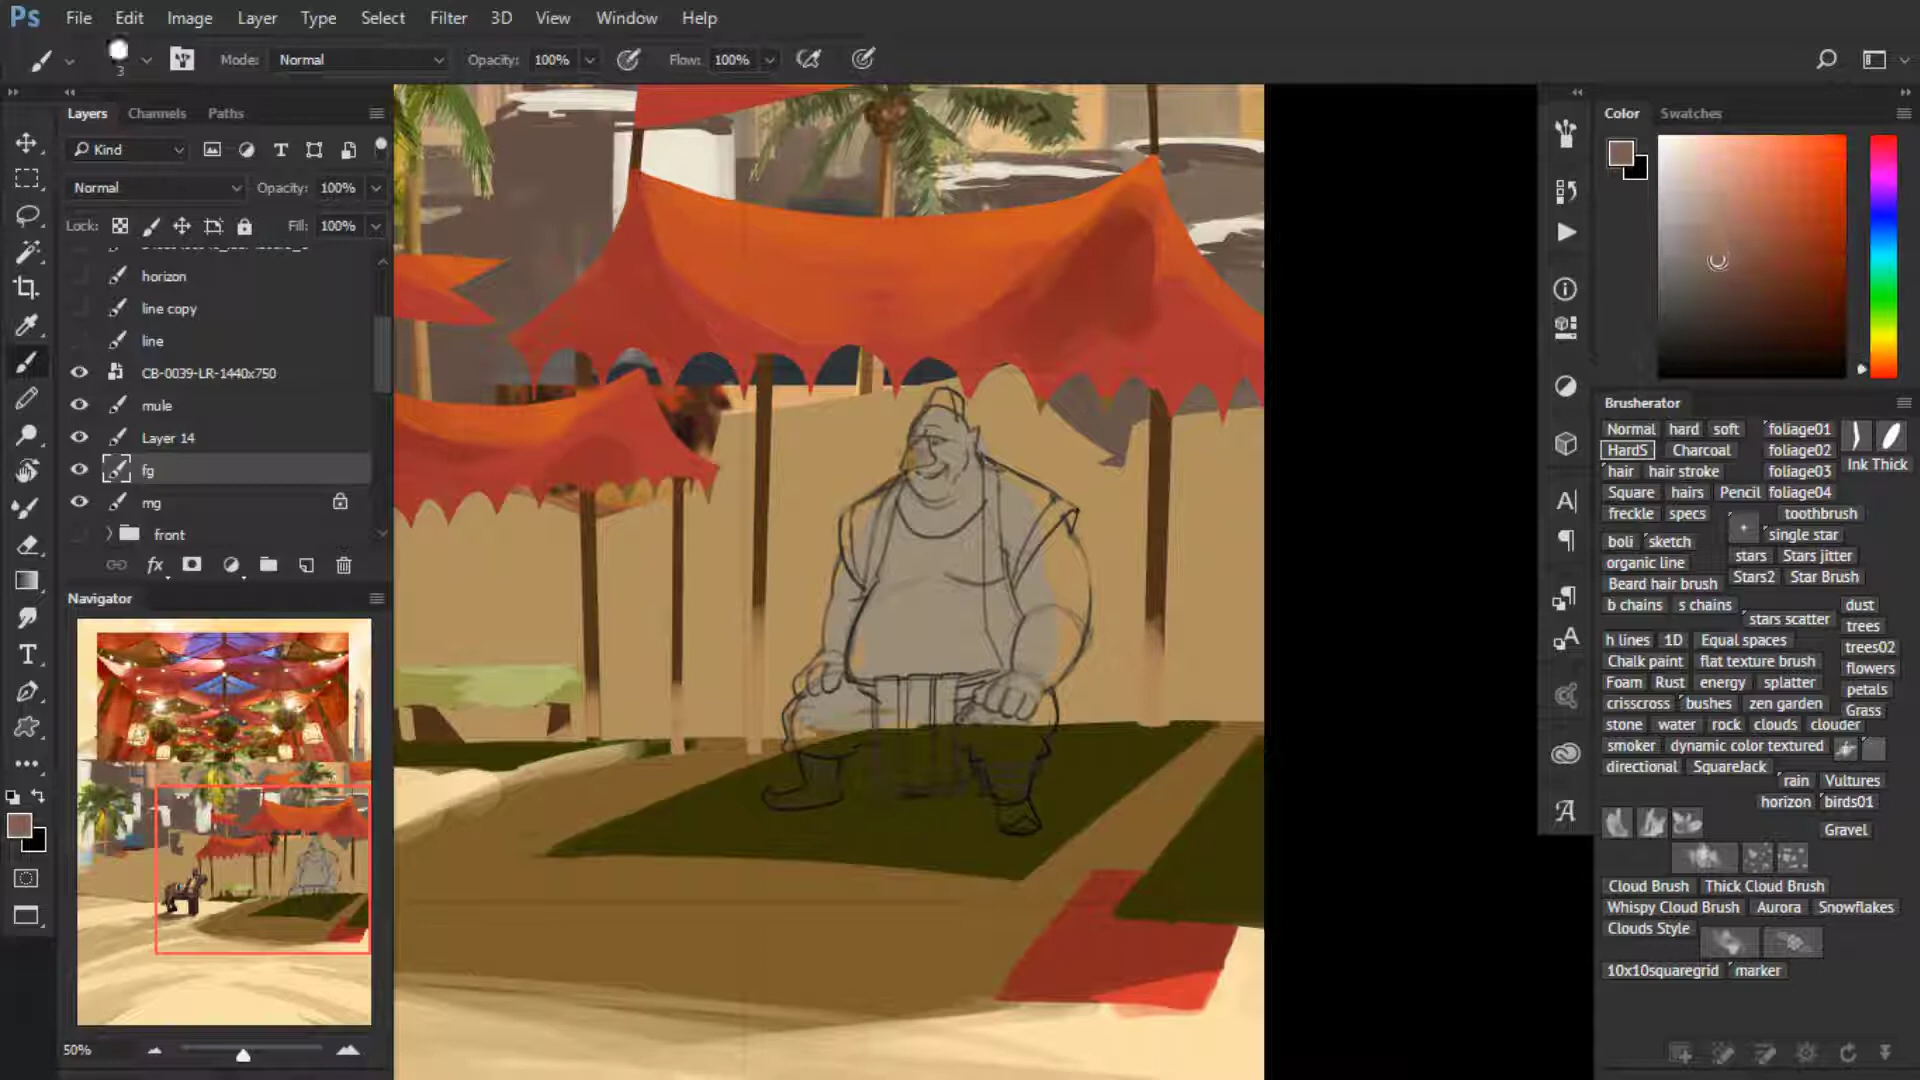 Ps File Edit Image Layer Type Select Filter 3D View Window Help
3 Mode: Normal Opacity: 100% Flow: 100%
Layers Channels Paths
Kind
Normal Opacity: 100%
Lock: Fill: 100%
horizon
line copy
line
CB-0039-LR-1440x750
mule
Layer 14
fg
mg
front
fx
Navigator
50%
Color Swatches
Brusherator
Normal hard soft foliage01
HardS Charcoal foliage02
Ink Thick
hair hair stroke foliage03
Square hairs Pencil foliage04
freckle specs toothbrush
boli sketch single star
organic line stars Stars jitter
Beard hair brush Stars2 Star Brush
b chains s chains dust
stars scatter trees
h lines 1D Equal spaces trees02
Chalk paint flat texture brush flowers
Foam Rust energy splatter petals
crisscross bushes zen garden Grass
stone water rock clouds clouder
smoker dynamic color textured
directional SquareJack
rain Vultures
horizon birds01
Gravel
Cloud Brush Thick Cloud Brush
Whispy Cloud Brush Aurora Snowflakes
Clouds Style
10x10squaregrid marker